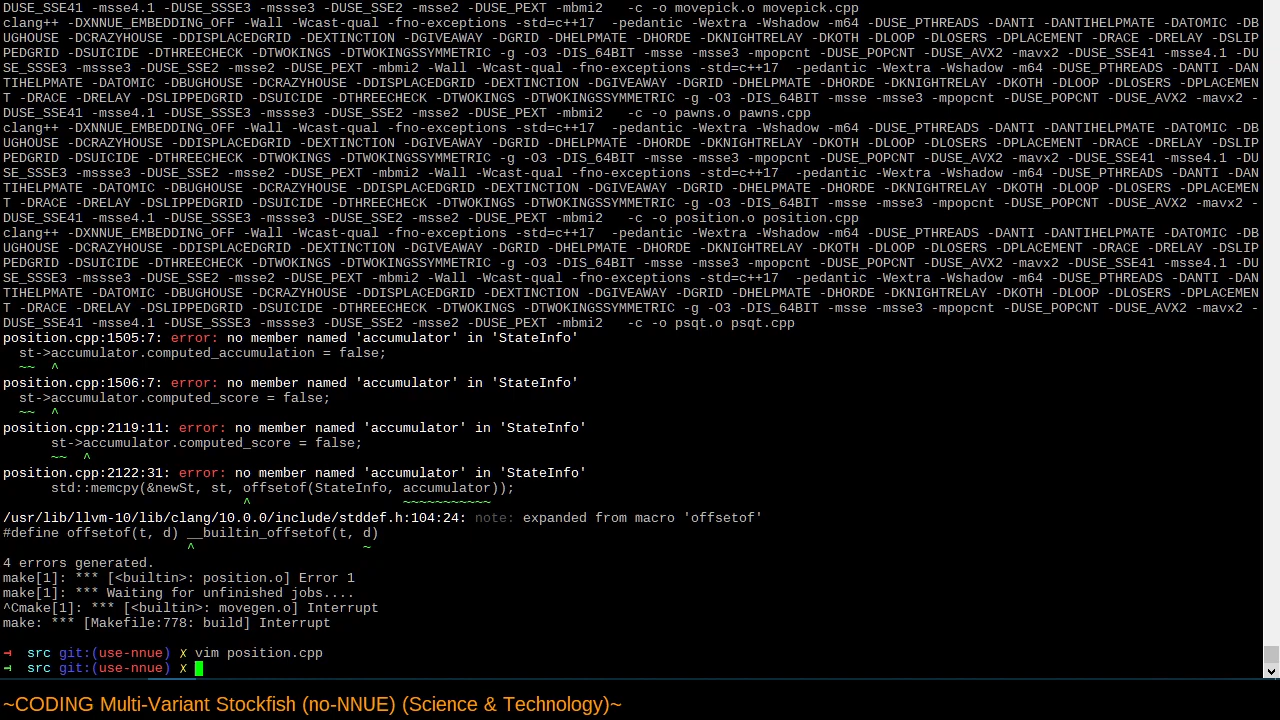 DUSE_SSE41 -msse4.1 -DUSE_SSSE3 -mssse3 -DUSE_SSE2 -msse2 -DUSE_PEXT -mbmi2   -c -o movepick.o movepick.cpp
clang++ -DXNNUE_EMBEDDING_OFF -Wall -Wcast-qual -fno-exceptions -std=c++17  -pedantic -Wextra -Wshadow -m64 -DUSE_PTHREADS -DANTI -DANTIHELPMATE -DATOMIC -DB
UGHOUSE -DCRAZYHOUSE -DDISPLACEDGRID -DEXTINCTION -DGIVEAWAY -DGRID -DHELPMATE -DHORDE -DKNIGHTRELAY -DKOTH -DLOOP -DLOSERS -DPLACEMENT -DRACE -DRELAY -DSLIP
PEDGRID -DSUICIDE -DTHREECHECK -DTWOKINGS -DTWOKINGSSYMMETRIC -g -O3 -DIS_64BIT -msse -msse3 -mpopcnt -DUSE_POPCNT -DUSE_AVX2 -mavx2 -DUSE_SSE41 -msse4.1 -DU
SE_SSSE3 -mssse3 -DUSE_SSE2 -msse2 -DUSE_PEXT -mbmi2 -Wall -Wcast-qual -fno-exceptions -std=c++17  -pedantic -Wextra -Wshadow -m64 -DUSE_PTHREADS -DANTI -DAN
TIHELPMATE -DATOMIC -DBUGHOUSE -DCRAZYHOUSE -DDISPLACEDGRID -DEXTINCTION -DGIVEAWAY -DGRID -DHELPMATE -DHORDE -DKNIGHTRELAY -DKOTH -DLOOP -DLOSERS -DPLACEMEN
T -DRACE -DRELAY -DSLIPPEDGRID -DSUICIDE -DTHREECHECK -DTWOKINGS -DTWOKINGSSYMMETRIC -g -O3 -DIS_64BIT -msse -msse3 -mpopcnt -DUSE_POPCNT -DUSE_AVX2 -mavx2 -
DUSE_SSE41 -msse4.1 -DUSE_SSSE3 -mssse3 -DUSE_SSE2 -msse2 -DUSE_PEXT -mbmi2   -c -o pawns.o pawns.cpp
clang++ -DXNNUE_EMBEDDING_OFF -Wall -Wcast-qual -fno-exceptions -std=c++17  -pedantic -Wextra -Wshadow -m64 -DUSE_PTHREADS -DANTI -DANTIHELPMATE -DATOMIC -DB
UGHOUSE -DCRAZYHOUSE -DDISPLACEDGRID -DEXTINCTION -DGIVEAWAY -DGRID -DHELPMATE -DHORDE -DKNIGHTRELAY -DKOTH -DLOOP -DLOSERS -DPLACEMENT -DRACE -DRELAY -DSLIP
PEDGRID -DSUICIDE -DTHREECHECK -DTWOKINGS -DTWOKINGSSYMMETRIC -g -O3 -DIS_64BIT -msse -msse3 -mpopcnt -DUSE_POPCNT -DUSE_AVX2 -mavx2 -DUSE_SSE41 -msse4.1 -DU
SE_SSSE3 -mssse3 -DUSE_SSE2 -msse2 -DUSE_PEXT -mbmi2 -Wall -Wcast-qual -fno-exceptions -std=c++17  -pedantic -Wextra -Wshadow -m64 -DUSE_PTHREADS -DANTI -DAN
TIHELPMATE -DATOMIC -DBUGHOUSE -DCRAZYHOUSE -DDISPLACEDGRID -DEXTINCTION -DGIVEAWAY -DGRID -DHELPMATE -DHORDE -DKNIGHTRELAY -DKOTH -DLOOP -DLOSERS -DPLACEMEN
T -DRACE -DRELAY -DSLIPPEDGRID -DSUICIDE -DTHREECHECK -DTWOKINGS -DTWOKINGSSYMMETRIC -g -O3 -DIS_64BIT -msse -msse3 -mpopcnt -DUSE_POPCNT -DUSE_AVX2 -mavx2 -
DUSE_SSE41 -msse4.1 -DUSE_SSSE3 -mssse3 -DUSE_SSE2 -msse2 -DUSE_PEXT -mbmi2   -c -o position.o position.cpp
clang++ -DXNNUE_EMBEDDING_OFF -Wall -Wcast-qual -fno-exceptions -std=c++17  -pedantic -Wextra -Wshadow -m64 -DUSE_PTHREADS -DANTI -DANTIHELPMATE -DATOMIC -DB
UGHOUSE -DCRAZYHOUSE -DDISPLACEDGRID -DEXTINCTION -DGIVEAWAY -DGRID -DHELPMATE -DHORDE -DKNIGHTRELAY -DKOTH -DLOOP -DLOSERS -DPLACEMENT -DRACE -DRELAY -DSLIP
PEDGRID -DSUICIDE -DTHREECHECK -DTWOKINGS -DTWOKINGSSYMMETRIC -g -O3 -DIS_64BIT -msse -msse3 -mpopcnt -DUSE_POPCNT -DUSE_AVX2 -mavx2 -DUSE_SSE41 -msse4.1 -DU
SE_SSSE3 -mssse3 -DUSE_SSE2 -msse2 -DUSE_PEXT -mbmi2 -Wall -Wcast-qual -fno-exceptions -std=c++17  -pedantic -Wextra -Wshadow -m64 -DUSE_PTHREADS -DANTI -DAN
TIHELPMATE -DATOMIC -DBUGHOUSE -DCRAZYHOUSE -DDISPLACEDGRID -DEXTINCTION -DGIVEAWAY -DGRID -DHELPMATE -DHORDE -DKNIGHTRELAY -DKOTH -DLOOP -DLOSERS -DPLACEMEN
T -DRACE -DRELAY -DSLIPPEDGRID -DSUICIDE -DTHREECHECK -DTWOKINGS -DTWOKINGSSYMMETRIC -g -O3 -DIS_64BIT -msse -msse3 -mpopcnt -DUSE_POPCNT -DUSE_AVX2 -mavx2 -
DUSE_SSE41 -msse4.1 -DUSE_SSSE3 -mssse3 -DUSE_SSE2 -msse2 -DUSE_PEXT -mbmi2   -c -o psqt.o psqt.cpp
position.cpp:1505:7: error: no member named 'accumulator' in 'StateInfo'
  st->accumulator.computed_accumulation = false;
  ~~  ^
position.cpp:1506:7: error: no member named 'accumulator' in 'StateInfo'
  st->accumulator.computed_score = false;
  ~~  ^
position.cpp:2119:11: error: no member named 'accumulator' in 'StateInfo'
      st->accumulator.computed_score = false;
      ~~  ^
position.cpp:2122:31: error: no member named 'accumulator' in 'StateInfo'
      std::memcpy(&newSt, st, offsetof(StateInfo, accumulator));
                              ^                   ~~~~~~~~~~~
/usr/lib/llvm-10/lib/clang/10.0.0/include/stddef.h:104:24: note: expanded from macro 'offsetof'
#define offsetof(t, d) __builtin_offsetof(t, d)
                       ^                     ~
4 errors generated.
make[1]: *** [<builtin>: position.o] Error 1
make[1]: *** Waiting for unfinished jobs....
^Cmake[1]: *** [<builtin>: movegen.o] Interrupt
make: *** [Makefile:778: build] Interrupt
⊣  src git:(use-nnue) ✗ vim position.cpp
⊣  src git:(use-nnue) ✗
~CODING Multi-Variant Stockfish (no-NNUE) (Science & Technology)~